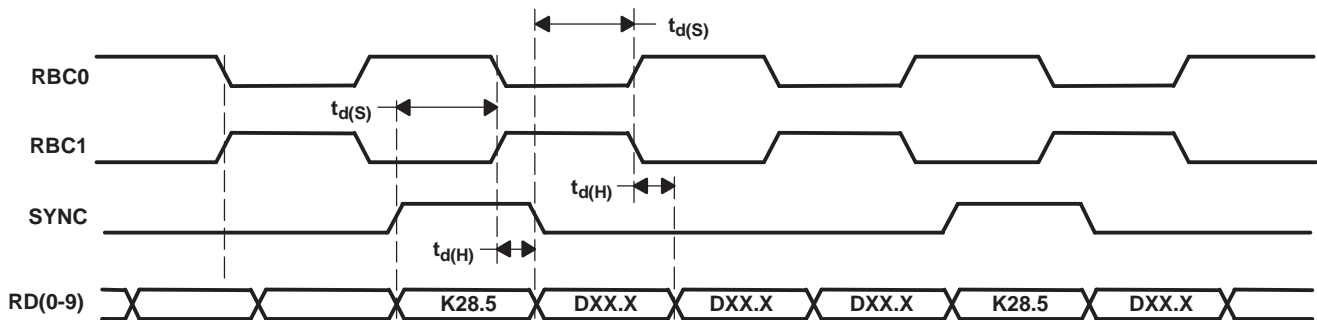 t_d(S)
RBC0
t_d(S)
RBC1
t_d(H)
SYNC
t_d(H)
RD(0-9) K28.5 DXX.X DXX.X DXX.X K28.5 DXX.X